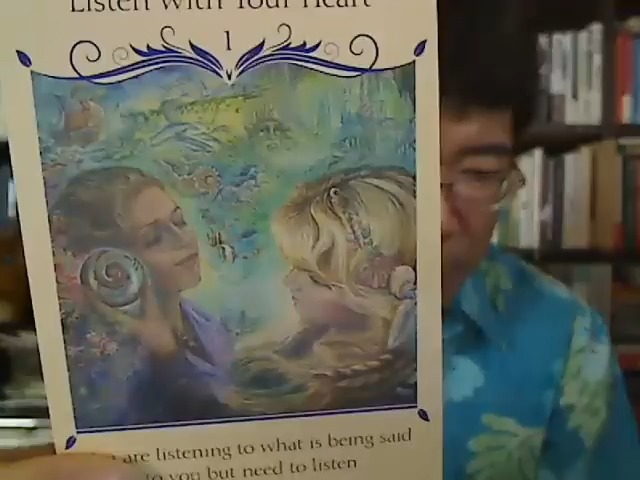 Listen with Your Heart
1
are listening to what is being said
to you but need to listen